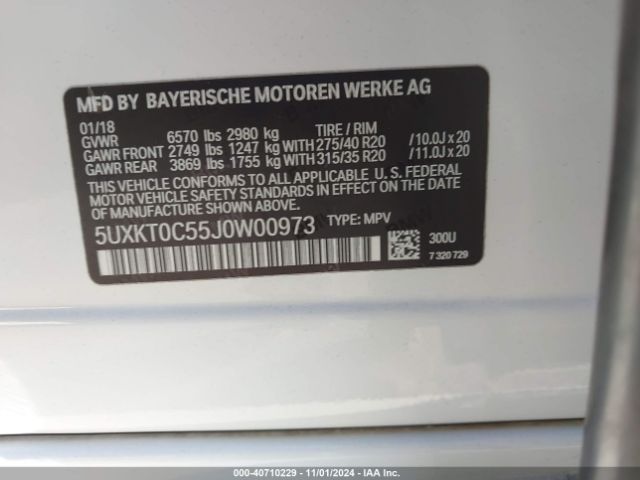 MFD BY BAYERISCHE MOTOREN WERKE AG
01/18 TIRE / RIM
GVWR 6570 lbs 2980 kg
GAWR FRONT 2749 lbs 1247 kg WITH 275/40 R20 / 10.0J x 20
GAWR REAR 3869 lbs 1755 kg WITH 315/35 R20 / 11.0J x 20
THIS VEHICLE CONFORMS TO ALL APPLICABLE U. S. FEDERAL
MOTOR VEHICLE SAFETY STANDARDS IN EFFECT ON THE DATE OF
MANUFACTURE SHOWN ABOVE.
5UXKT0C55J0W00973 TYPE: MPV
300U
7 320 729
000-40710229 - 11/01/2024 - IAA Inc.